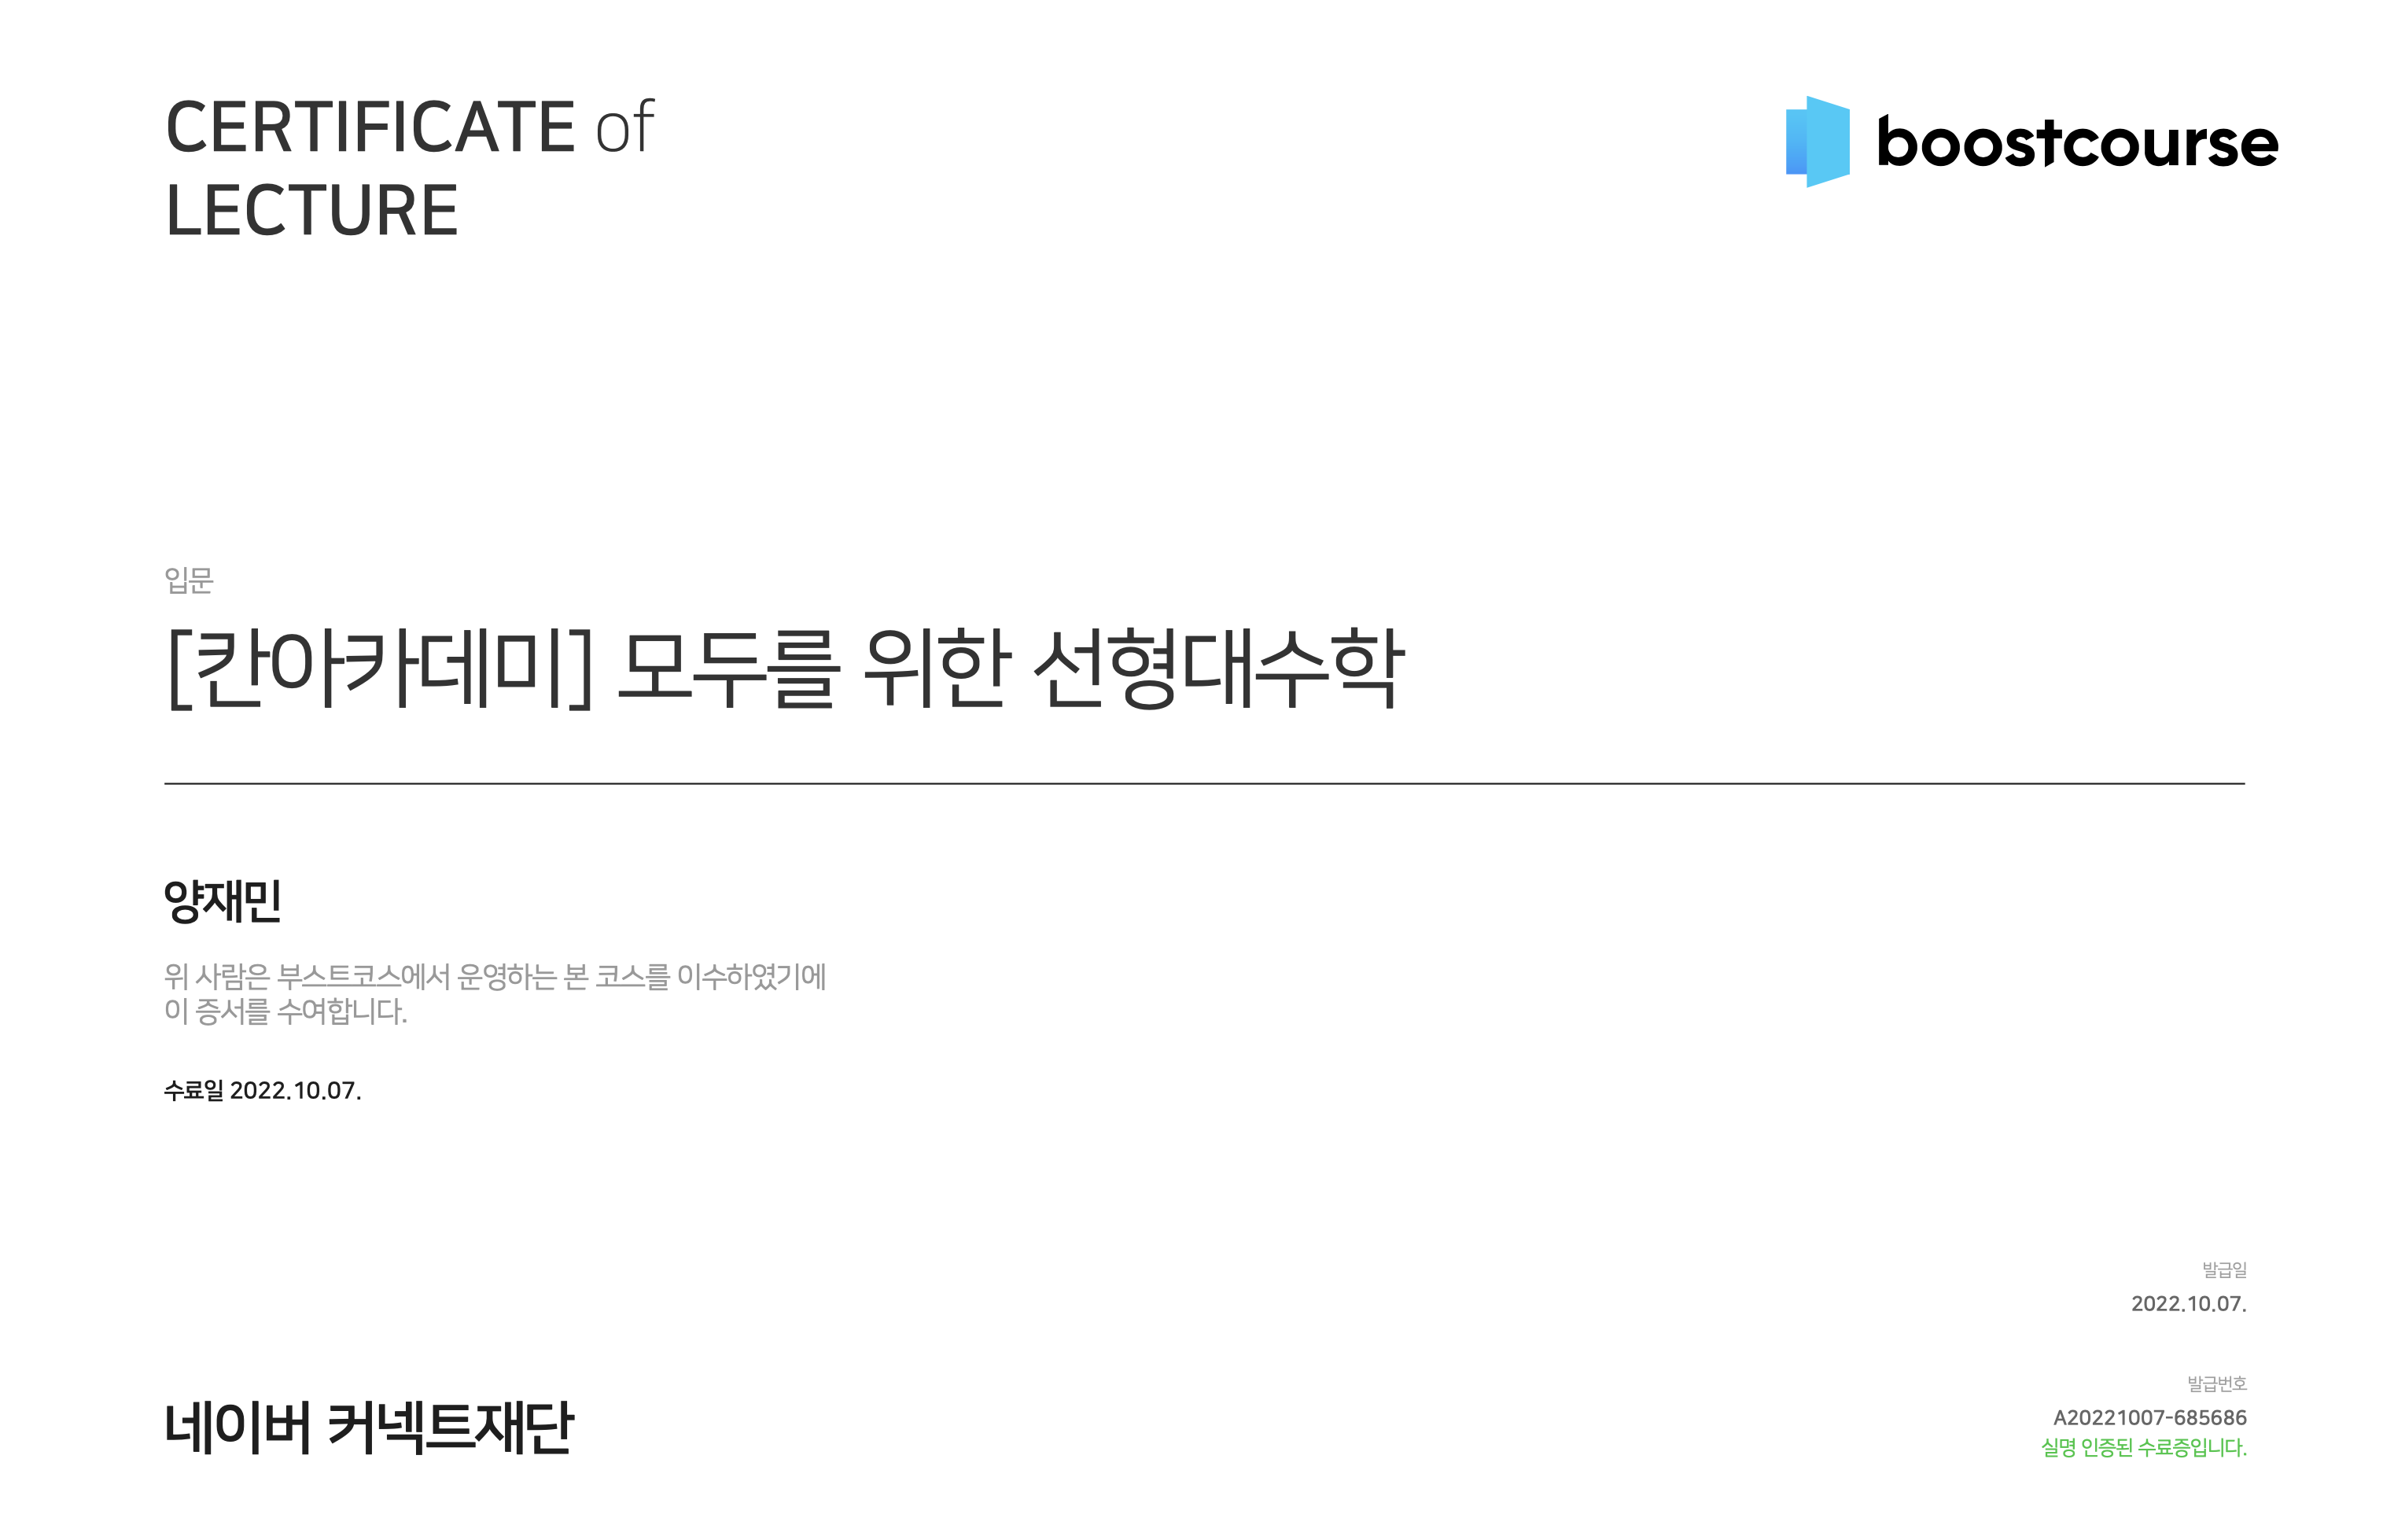 CERTIFICATE of
LECTURE
boostcourse
입문
[칸아카데미] 모두를 위한 선형대수학
양재민
위 사람은 부스트코스에서 운영하는 본 코스를 이수하였기에
이 증서를 수여합니다.
수료일 2022.10.07.
발급일
2022.10.07.
네이버 커넥트재단
발급번호
A20221007-685686
실명 인증된 수료증입니다.